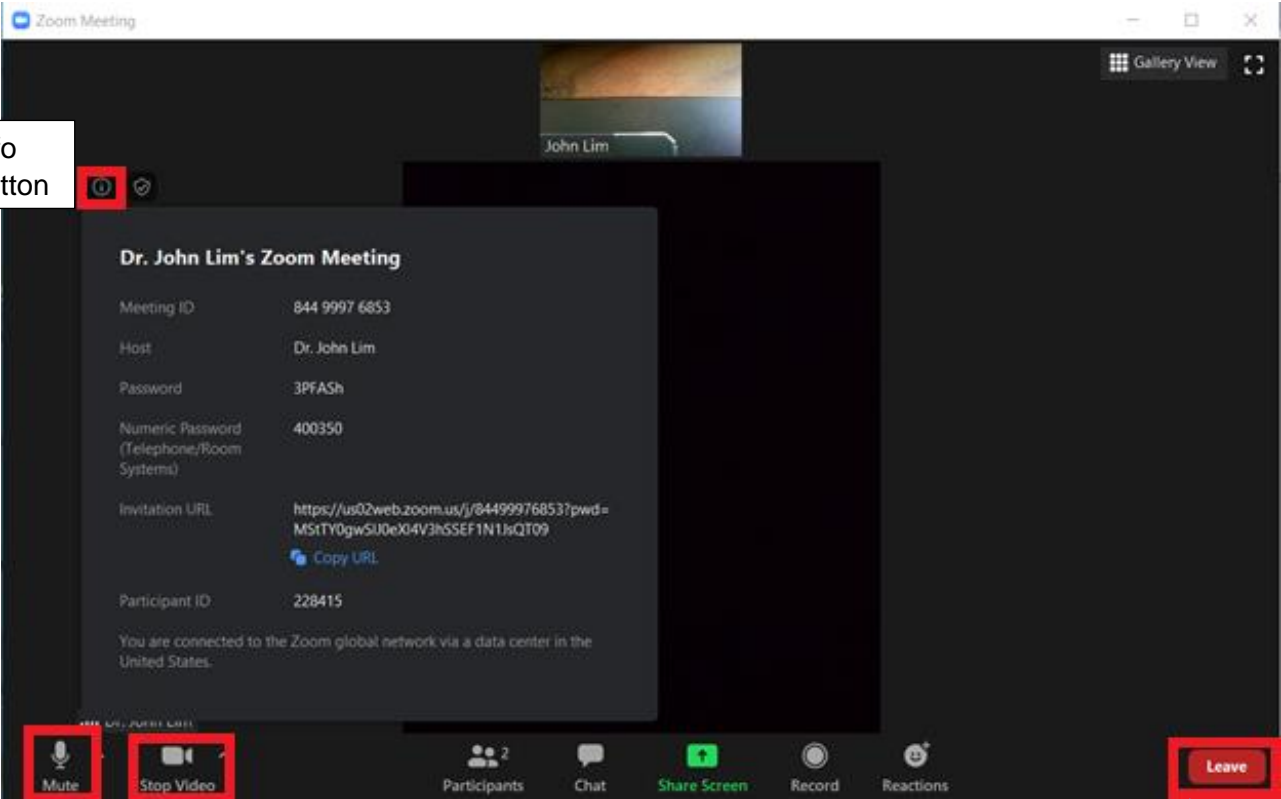 Zoom Meeting
Gallery View
John Lim
o
tton
Dr. John Lim's Zoom Meeting
Meeting ID 844 9997 6853
Host Dr. John Lim
Password 3PFASh
Numeric Password 400350
(Telephone/Room
Systems)
Invitation URL https://us02web.zoom.us/j/84499976853?pwd=
Copy URL
Participant ID 228415
You are connected to the Zoom global network via a data center in the
United States.
Dr. John Lim
2
Mute Stop Video Participants Chat Share Screen Record Reactions Leave